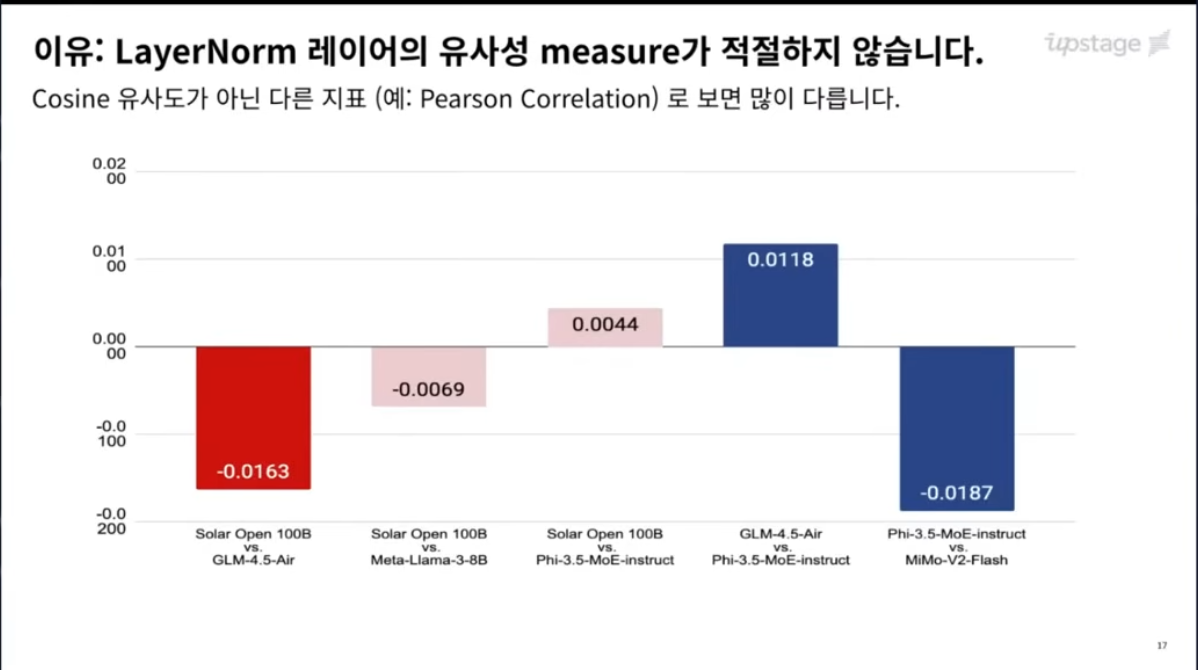 이유: LayerNorm 레이어의 유사성 measure가 적절하지 않습니다.
upstage
Cosine 유사도가 아닌 다른 지표 (예: Pearson Correlation) 로 보면 많이 다릅니다.
0.02
00
0.01
00
0.00
00
-0.0
100
-0.0
200
-0.0163
-0.0069
0.0044
0.0118
-0.0187
Solar Open 100B
vs.
GLM-4.5-Air
Solar Open 100B
vs.
Meta-Llama-3-8B
Solar Open 100B
vs.
Phi-3.5-MoE-instruct
GLM-4.5-Air
vs.
Phi-3.5-MoE-instruct
Phi-3.5-MoE-instruct
vs.
MiMo-V2-Flash
17